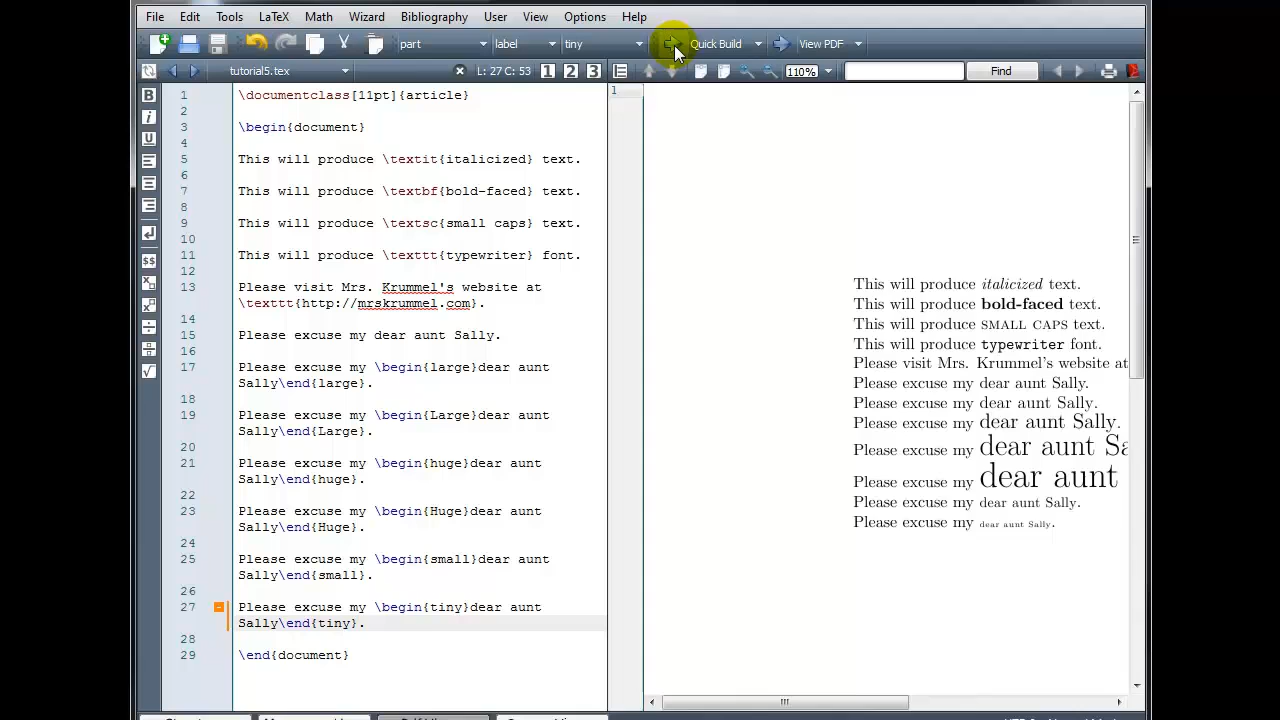 File Edit Tools LaTeX Math Wizard Bibliography User View Options Help
part label tiny Quick Build View PDF
tutorial5.tex L: 27 C: 53 1 2 3 110% Find
1 \documentclass[11pt]{article}
2
3 \begin{document}
4
5 This will produce \textit{italicized} text.
6
7 This will produce \textbf{bold-faced} text.
8
9 This will produce \textsc{small caps} text.
10
11 This will produce \texttt{typewriter} font.
12
13 Please visit Mrs. Krummel's website at
\texttt{http://mrskrummel.com}.
14
15 Please excuse my dear aunt Sally.
16
17 Please excuse my \begin{large}dear aunt
Sally\end{large}.
18
19 Please excuse my \begin{Large}dear aunt
Sally\end{Large}.
20
21 Please excuse my \begin{huge}dear aunt
Sally\end{huge}.
22
23 Please excuse my \begin{Huge}dear aunt
Sally\end{Huge}.
24
25 Please excuse my \begin{small}dear aunt
Sally\end{small}.
26
27 Please excuse my \begin{tiny}dear aunt
Sally\end{tiny}.
28
29 \end{document}
1
This will produce italicized text.
This will produce bold-faced text.
This will produce SMALL CAPS text.
This will produce typewriter font.
Please visit Mrs. Krummel's website at
Please excuse my dear aunt Sally.
Please excuse my dear aunt Sally.
Please excuse my dear aunt Sally.
Please excuse my dear aunt Sa
Please excuse my dear aunt
Please excuse my dear aunt Sally.
Please excuse my dear aunt Sally.